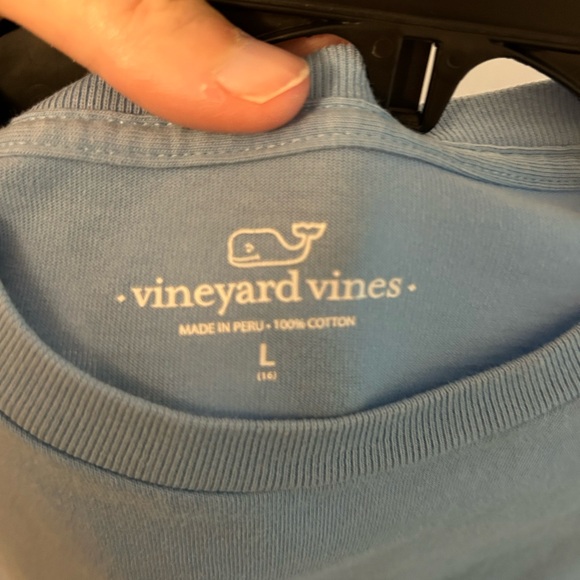 • vineyard vines •
MADE IN PERU • 100% COTTON
L
(16)